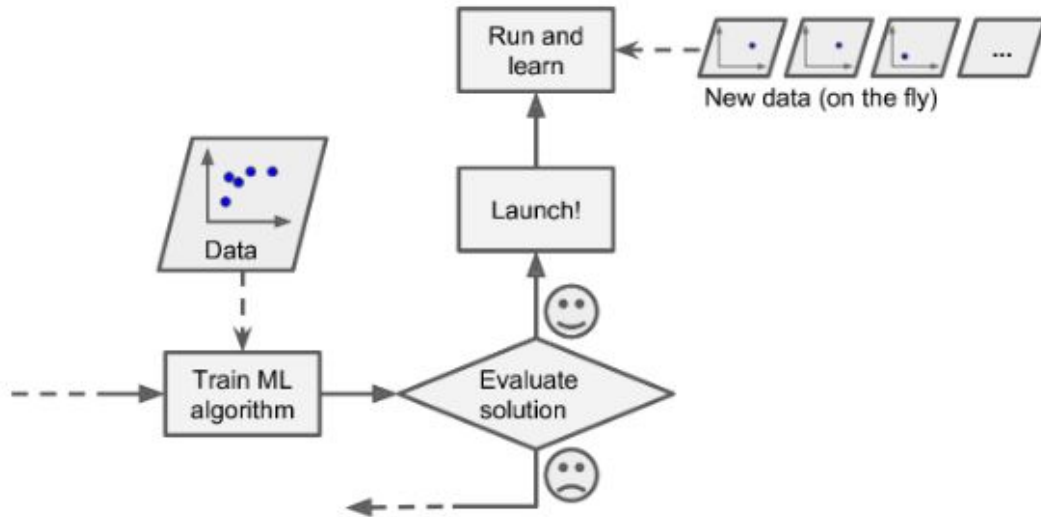 Run and
learn
...
New data (on the fly)
Launch!
Data
Train ML
algorithm
Evaluate
solution